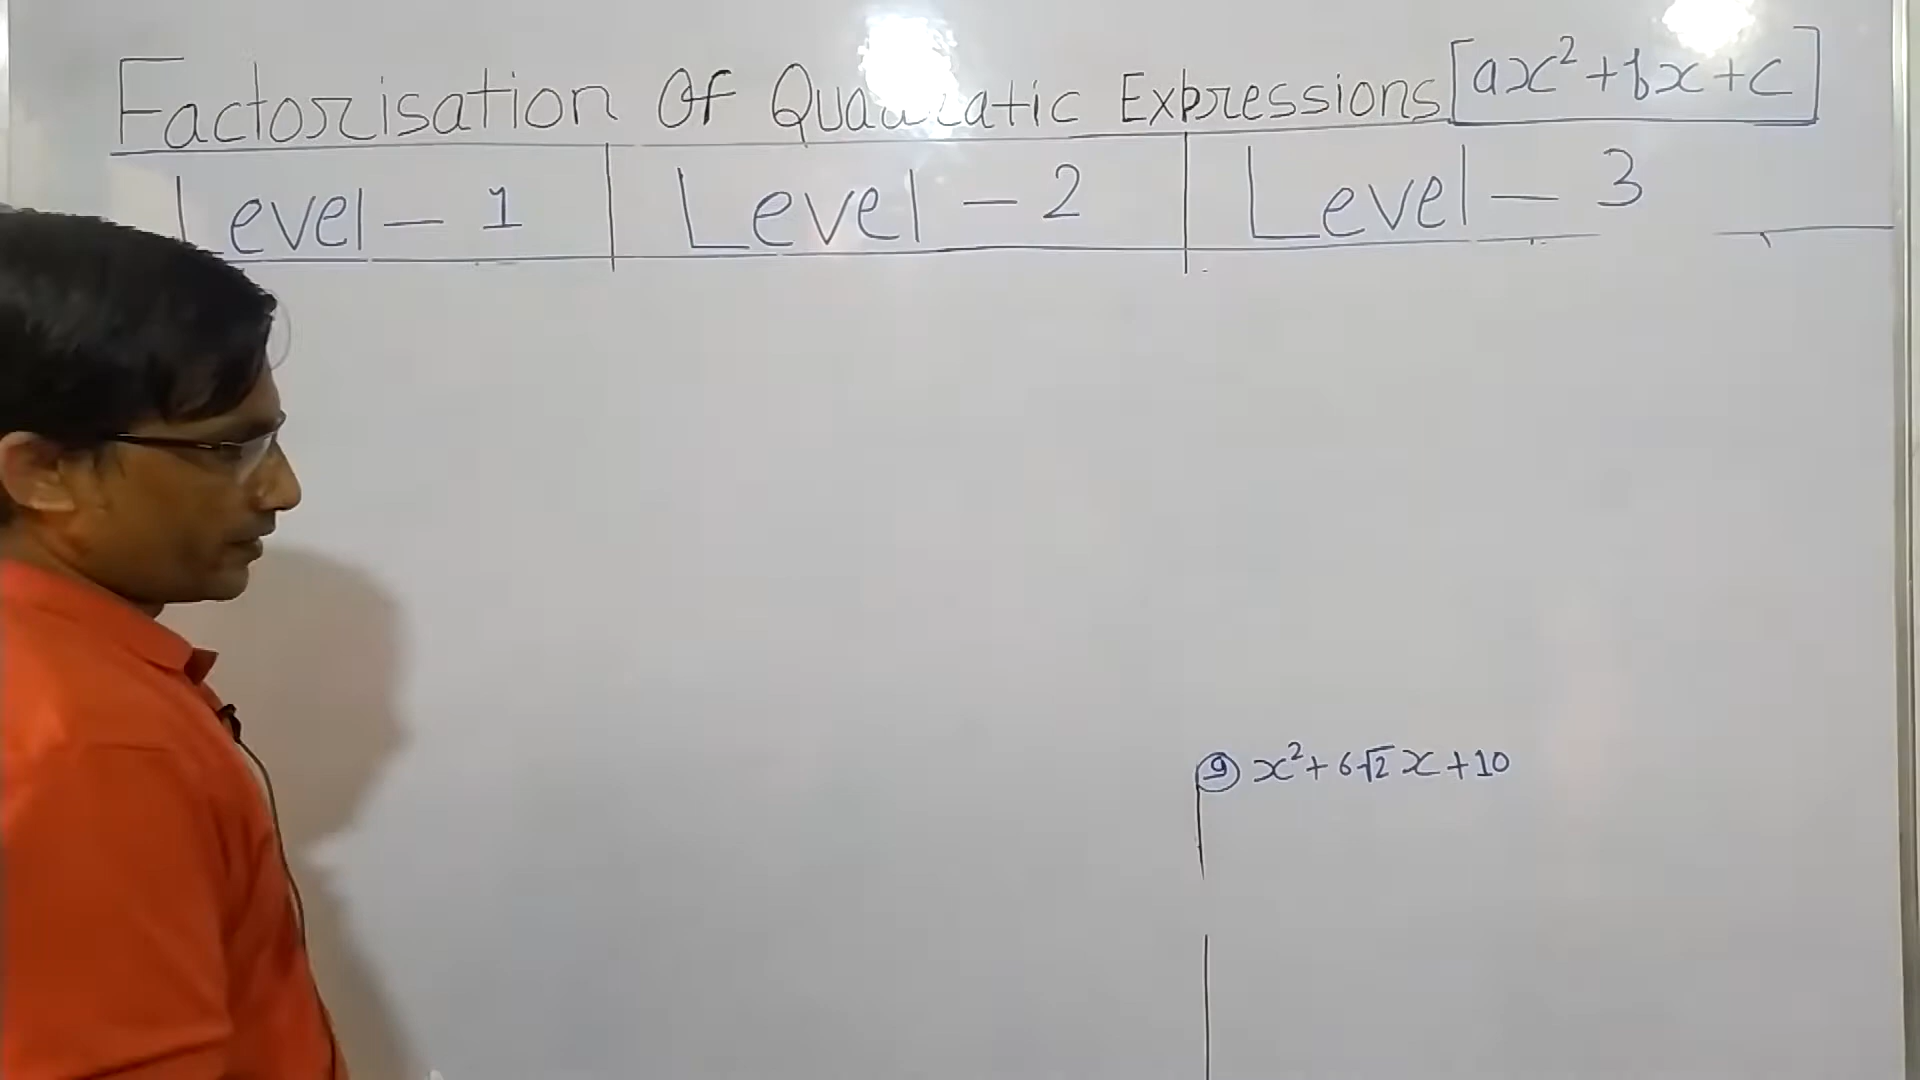 Factorisation Of Quadratic Expressions [ax²+bx+c]
Level - 1 Level - 2 Level - 3
⑨ x²+6√2x+10